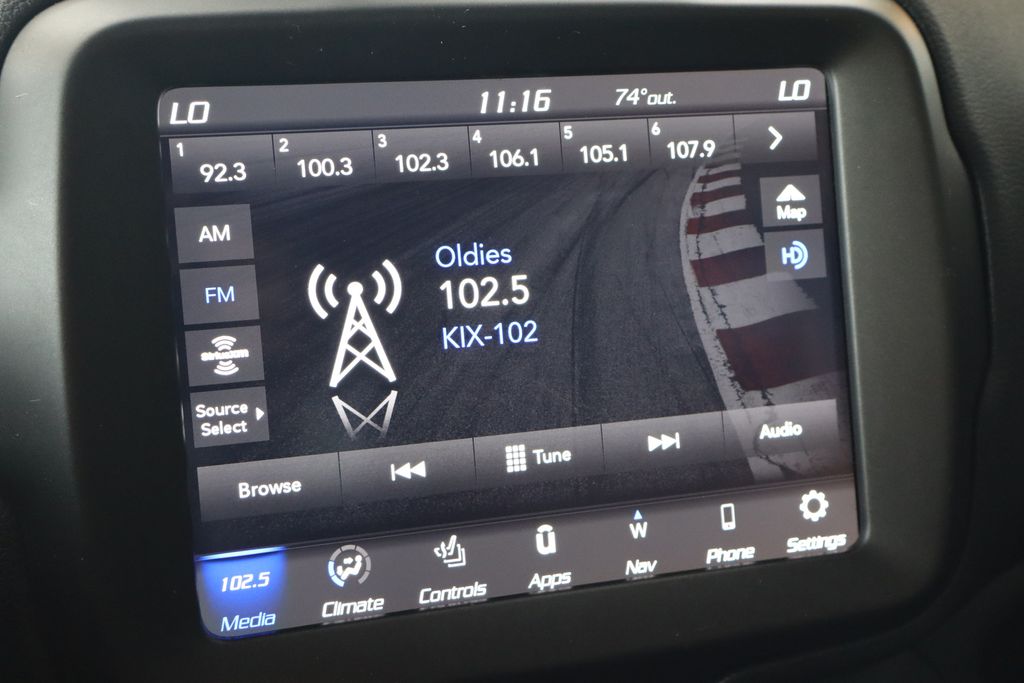 LO 11:16 74°out. LO
1 92.3 2 100.3 3 102.3 4 106.1 5 105.1 6 107.9
Map
AM
HD
Oldies
FM
102.5
KIX-102
SiriusXM
Source
Select
Audio
Tune
Browse
W
102.5
Media Climate Controls Apps Nav Phone Settings